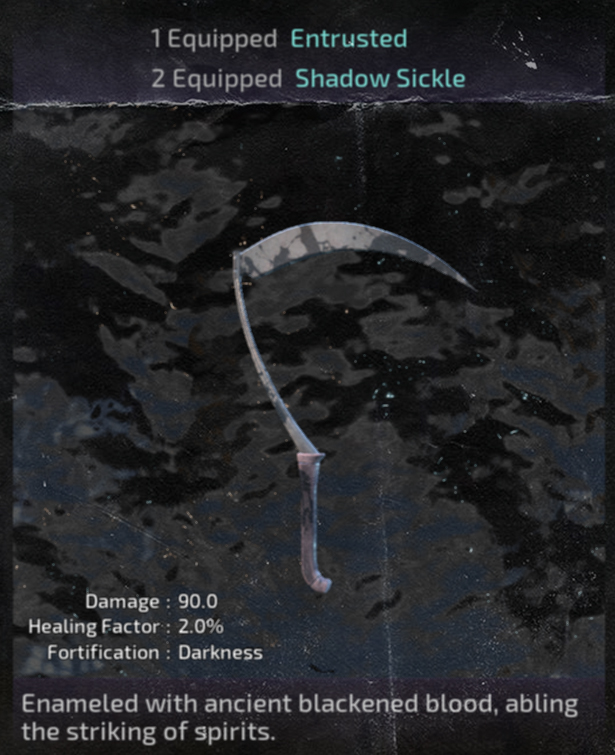 1 Equipped Entrusted
2 Equipped Shadow Sickle
Damage : 90.0
Healing Factor : 2.0%
Fortification : Darkness
Enameled with ancient blackened blood, abling
the striking of spirits.